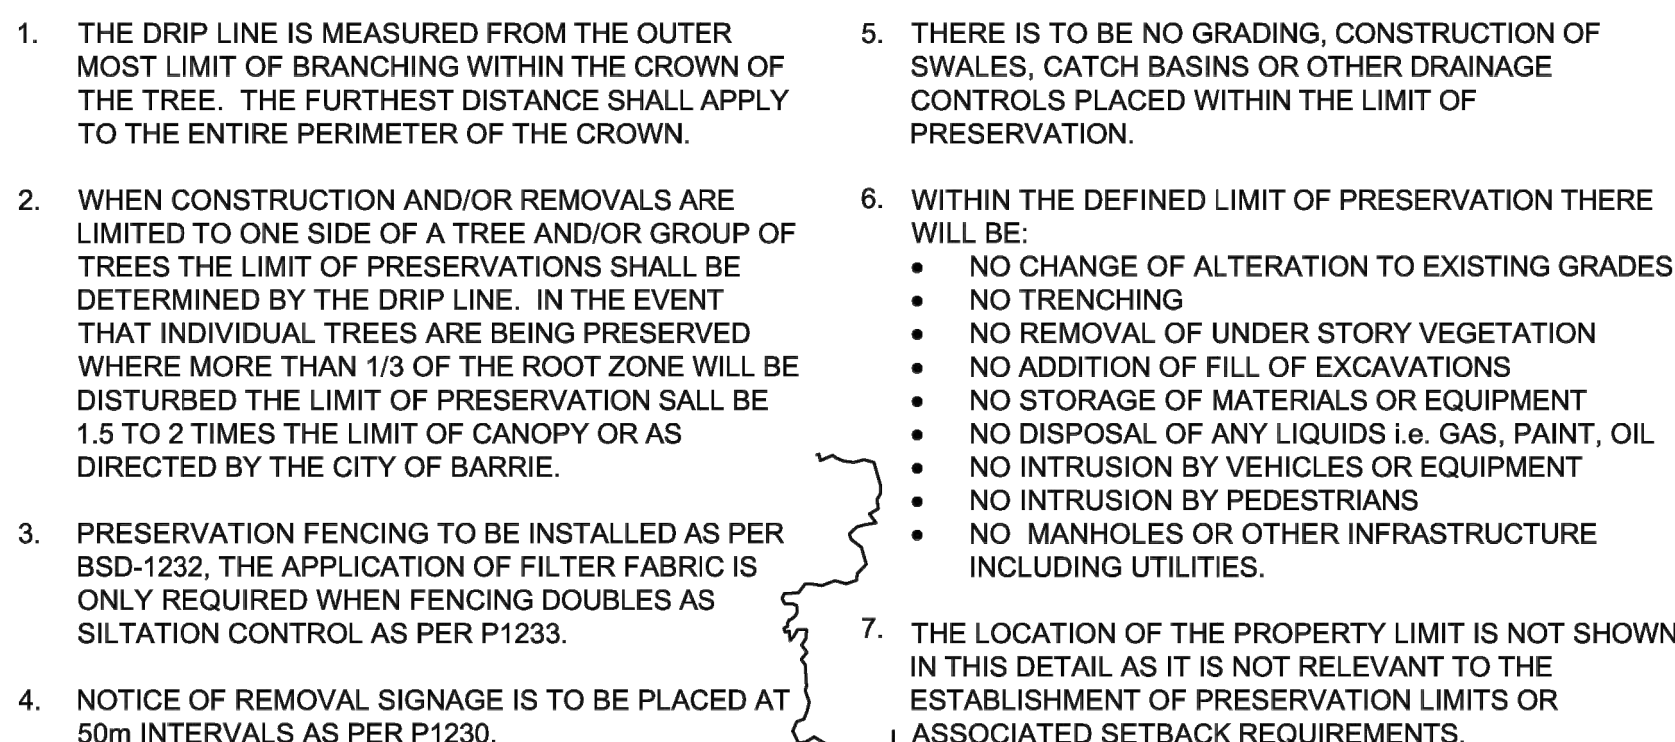 1. THE DRIP LINE IS MEASURED FROM THE OUTER
MOST LIMIT OF BRANCHING WITHIN THE CROWN OF
THE TREE. THE FURTHEST DISTANCE SHALL APPLY
TO THE ENTIRE PERIMETER OF THE CROWN.
2. WHEN CONSTRUCTION AND/OR REMOVALS ARE
LIMITED TO ONE SIDE OF A TREE AND/OR GROUP OF
TREES THE LIMIT OF PRESERVATIONS SHALL BE
DETERMINED BY THE DRIP LINE. IN THE EVENT
THAT INDIVIDUAL TREES ARE BEING PRESERVED
WHERE MORE THAN 1/3 OF THE ROOT ZONE WILL BE
DISTURBED THE LIMIT OF PRESERVATION SALL BE
1.5 TO 2 TIMES THE LIMIT OF CANOPY OR AS
DIRECTED BY THE CITY OF BARRIE.
3. PRESERVATION FENCING TO BE INSTALLED AS PER
BSD-1232, THE APPLICATION OF FILTER FABRIC IS
ONLY REQUIRED WHEN FENCING DOUBLES AS
SILTATION CONTROL AS PER P1233.
4. NOTICE OF REMOVAL SIGNAGE IS TO BE PLACED AT
50m INTERVALS AS PER P1230.
5. THERE IS TO BE NO GRADING, CONSTRUCTION OF
SWALES, CATCH BASINS OR OTHER DRAINAGE
CONTROLS PLACED WITHIN THE LIMIT OF
PRESERVATION.
6. WITHIN THE DEFINED LIMIT OF PRESERVATION THERE
WILL BE:
• NO CHANGE OF ALTERATION TO EXISTING GRADES
• NO TRENCHING
• NO REMOVAL OF UNDER STORY VEGETATION
• NO ADDITION OF FILL OF EXCAVATIONS
• NO STORAGE OF MATERIALS OR EQUIPMENT
• NO DISPOSAL OF ANY LIQUIDS i.e. GAS, PAINT, OIL
• NO INTRUSION BY VEHICLES OR EQUIPMENT
• NO INTRUSION BY PEDESTRIANS
• NO MANHOLES OR OTHER INFRASTRUCTURE
INCLUDING UTILITIES.
7. THE LOCATION OF THE PROPERTY LIMIT IS NOT SHOWN
IN THIS DETAIL AS IT IS NOT RELEVANT TO THE
ESTABLISHMENT OF PRESERVATION LIMITS OR
ASSOCIATED SETBACK REQUIREMENTS.